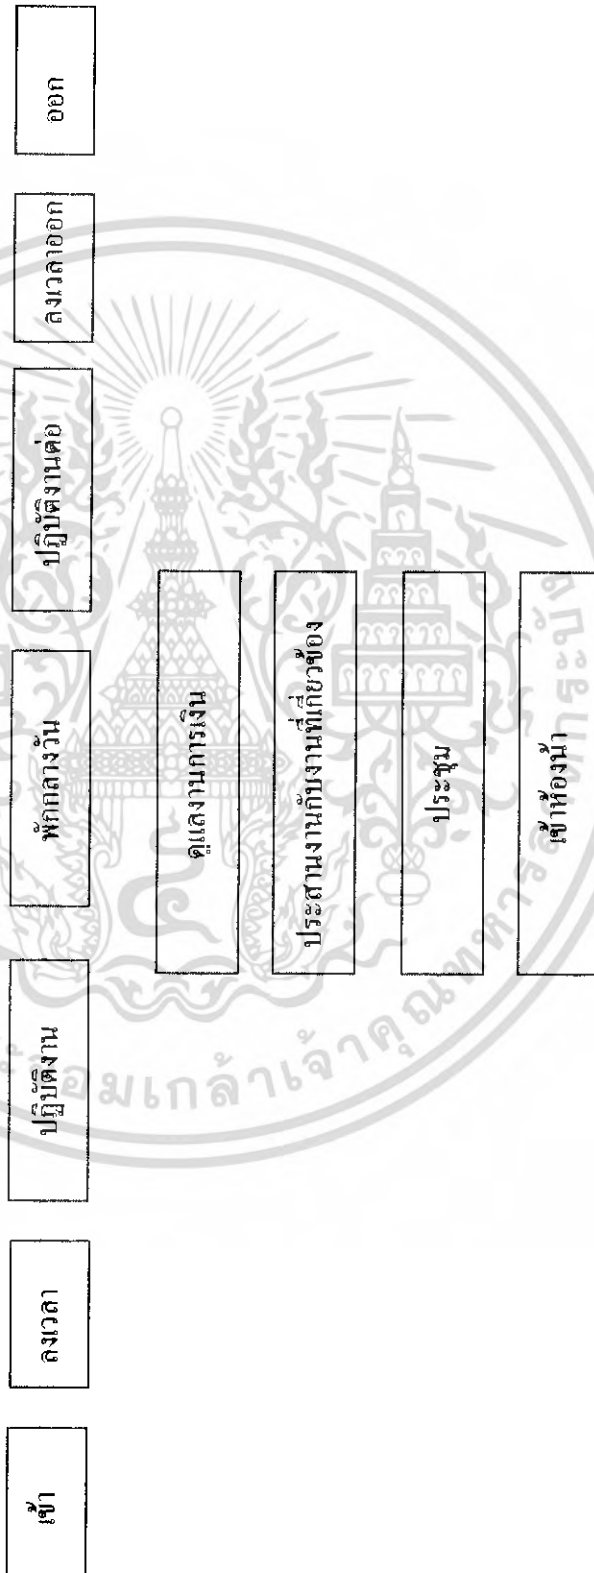 เข้า
ลงเวลา
ปฏิบัติงาน
พักกลางวัน
ปฏิบัติงานต่อ
ลงเวลาออก
ออก
ดูแลงานการเงิน
ประสานงานกับงานที่เกี่ยวข้อง
ประชุม
เข้าห้องน้ำ